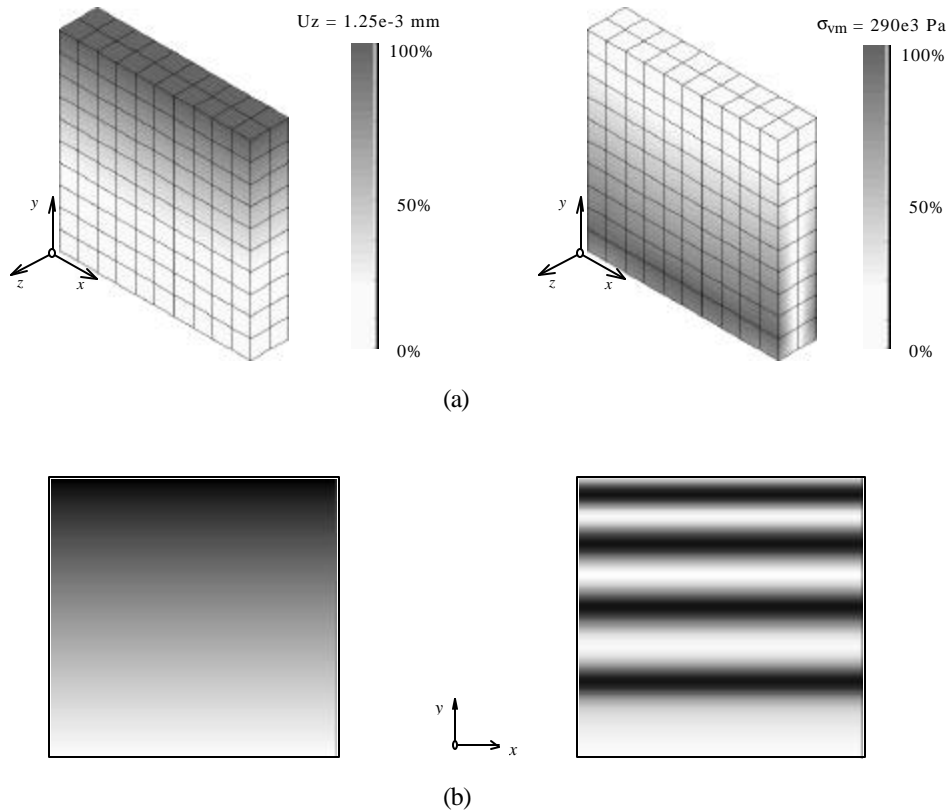 Uz = 1.25e-3 mm
100%
50%
0%
y
z
x
σvm = 290e3 Pa
100%
50%
0%
y
z
x
(a)
y
x
(b)